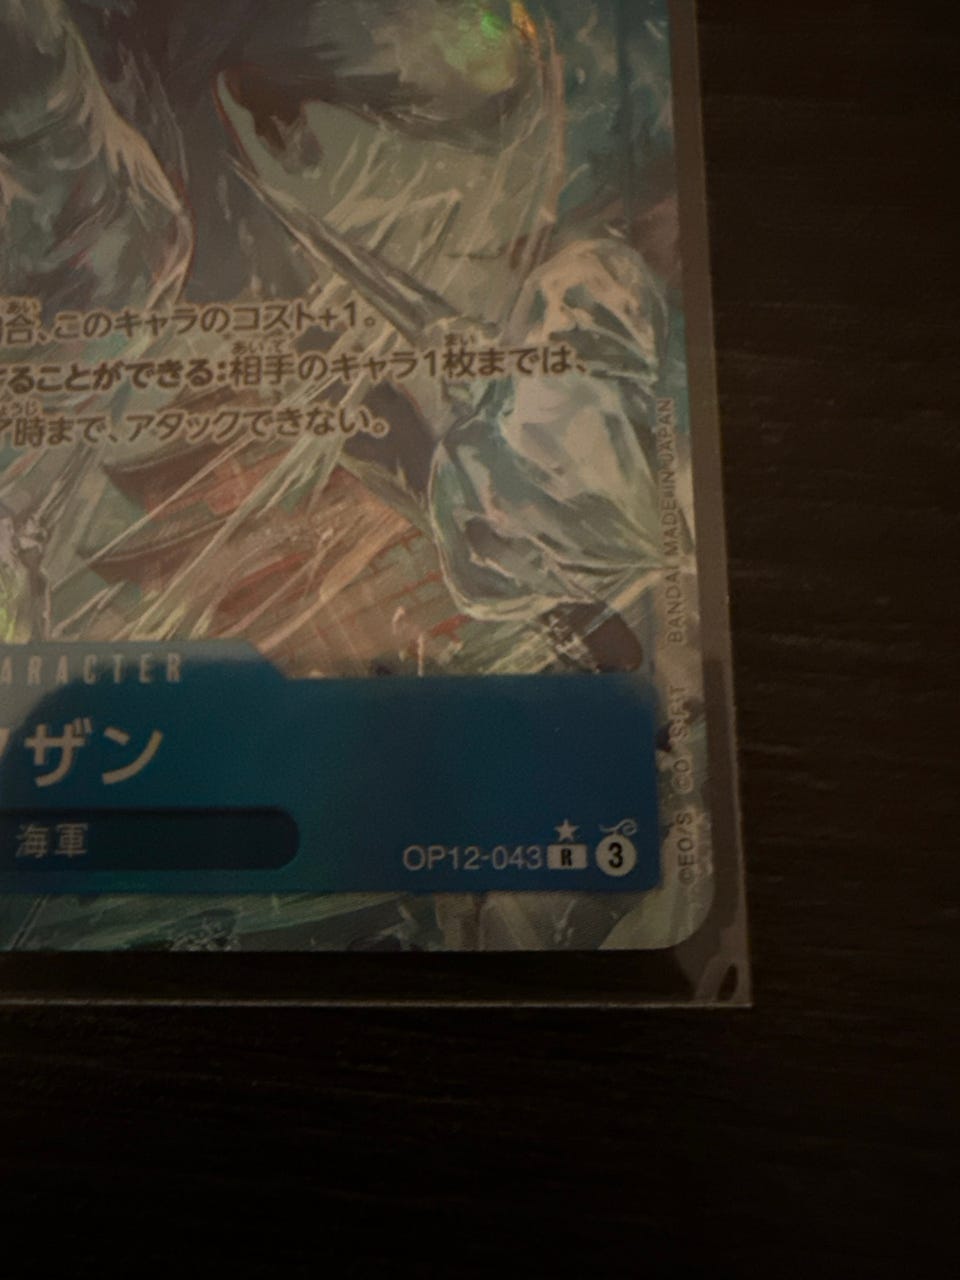 合、このキャラのコスト+1。
ることができる:相手のキャラ1枚までは、
了時まで、アタックできない。
BANDAI MADE IN JAPAN
ARACTER
ザン
海軍
OP12-043 R 3
©EO/S